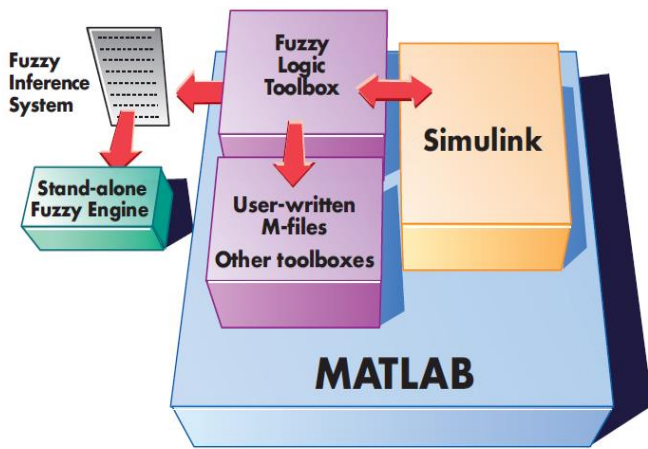 Fuzzy
Inference
System
Fuzzy
Logic
Toolbox
Simulink
Stand-alone
Fuzzy Engine
User-written
M-files
Other toolboxes
MATLAB